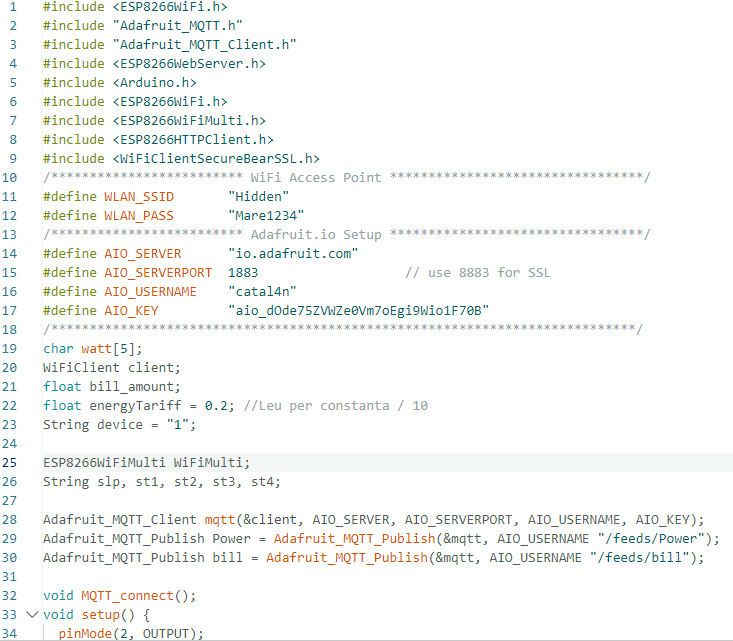 1 #include <ESP8266WiFi.h>
2 #include "Adafruit_MQTT.h"
3 #include "Adafruit_MQTT_Client.h"
4 #include <ESP8266WebServer.h>
5 #include <Arduino.h>
6 #include <ESP8266WiFi.h>
7 #include <ESP8266WiFiMulti.h>
8 #include <ESP8266HTTPClient.h>
9 #include <WiFiClientSecureBearSSL.h>
10 /************************* WiFi Access Point *********************************/
11 #define WLAN_SSID       "Hidden"
12 #define WLAN_PASS       "Mare1234"
13 /************************* Adafruit.io Setup *********************************/
14 #define AIO_SERVER      "io.adafruit.com"
15 #define AIO_SERVERPORT  1883                   // use 8883 for SSL
16 #define AIO_USERNAME    "catal4n"
17 #define AIO_KEY         "aio_dOde75ZVWZe0Vm7oEgi9Wio1F70B"
18 /****************************************************************************/
19 char watt[5];
20 WiFiClient client;
21 float bill_amount;
22 float energyTariff = 0.2; //Leu per constanta / 10
23 String device = "1";
24
25 ESP8266WiFiMulti WiFiMulti;
26 String slp, st1, st2, st3, st4;
27
28 Adafruit_MQTT_Client mqtt(&client, AIO_SERVER, AIO_SERVERPORT, AIO_USERNAME, AIO_KEY);
29 Adafruit_MQTT_Publish Power = Adafruit_MQTT_Publish(&mqtt, AIO_USERNAME "/feeds/Power");
30 Adafruit_MQTT_Publish bill = Adafruit_MQTT_Publish(&mqtt, AIO_USERNAME "/feeds/bill");
31
32 void MQTT_connect();
33 void setup() {
34   pinMode(2, OUTPUT);